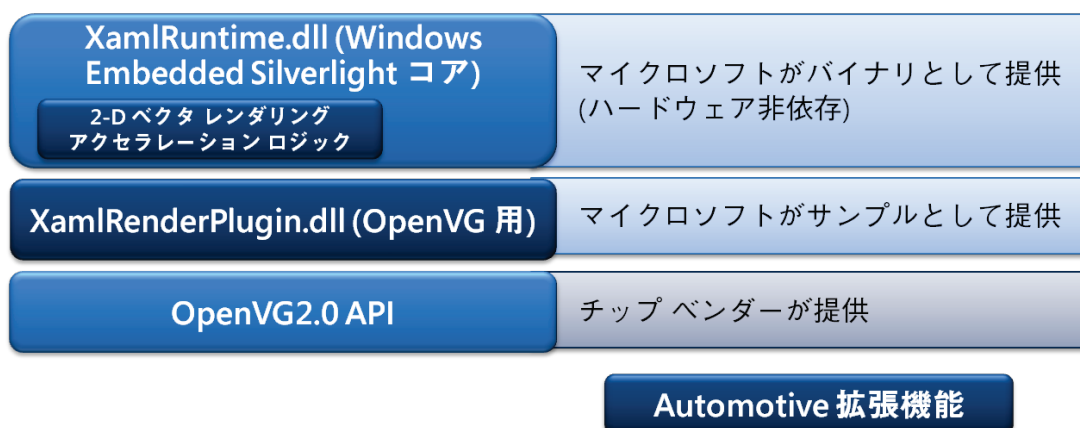 XamlRuntime.dll (Windows
Embedded Silverlight コア)
2-D ベクタ レンダリング
アクセラレーション ロジック
マイクロソフトがバイナリとして提供
(ハードウェア非依存)
XamlRenderPlugin.dll (OpenVG 用)
マイクロソフトがサンプルとして提供
OpenVG2.0 API
チップ ベンダーが提供
Automotive 拡張機能